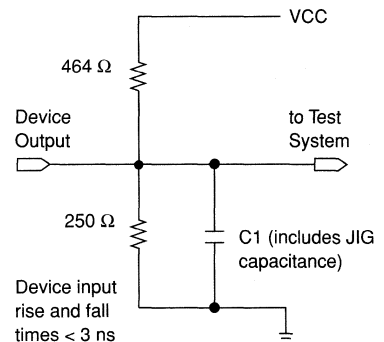 VCC
464 Ω
Device
Output
to Test
System
250 Ω
C1 (includes JIG
capacitance)
Device input
rise and fall
times < 3 ns